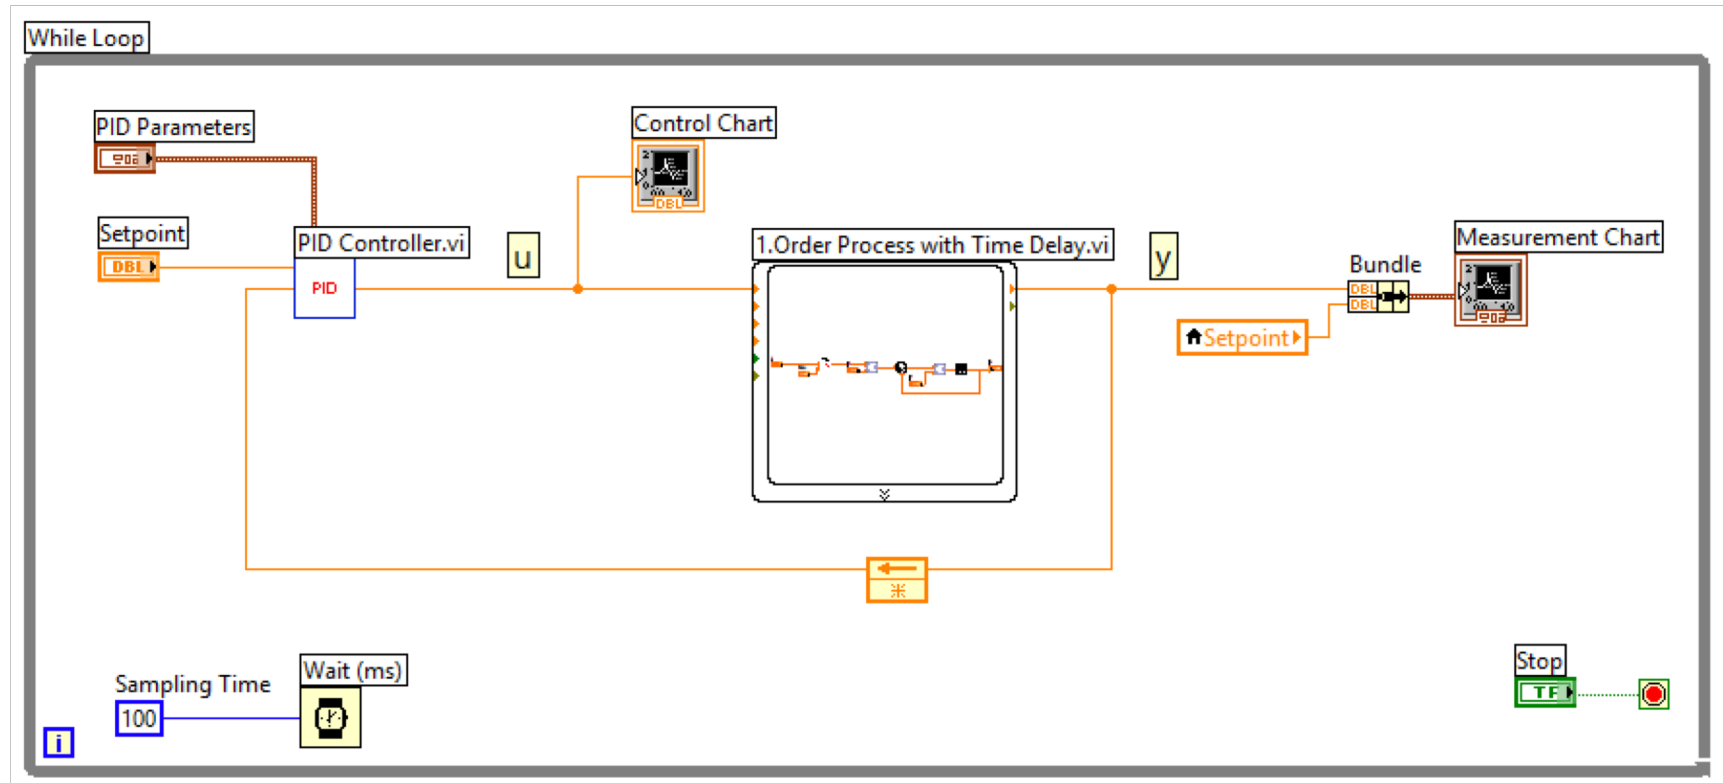 While Loop
PID Parameters
Control Chart
DBL
Setpoint
DBL
PID Controller.vi
PID
u
1.Order Process with Time Delay.vi
y
Bundle
DBL
DBL
Measurement Chart
Setpoint
Sampling Time
100
Wait (ms)
Stop
TF
i